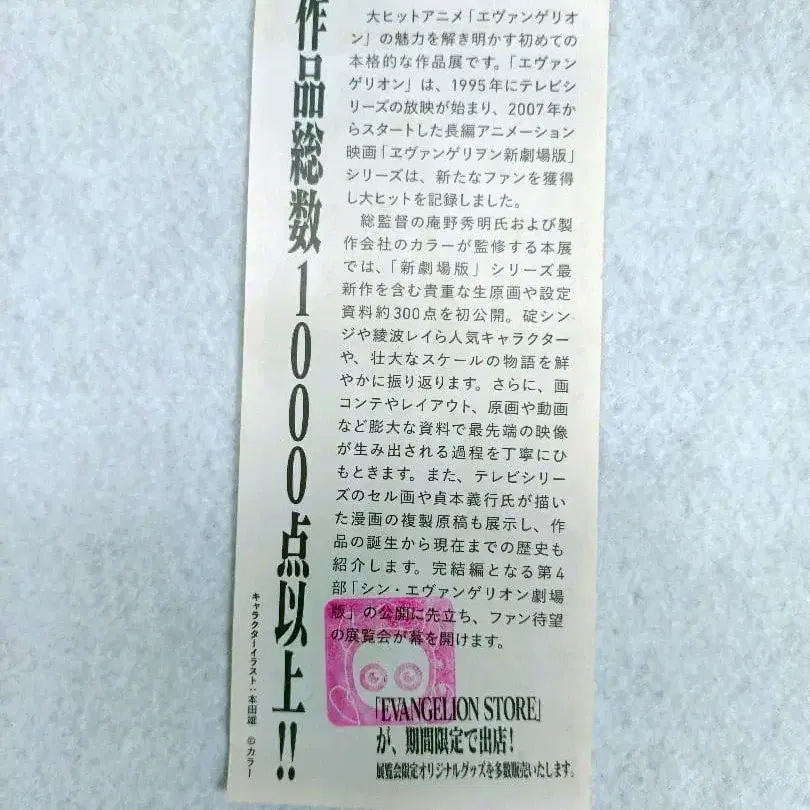 作品総数1000点以上!!
大ヒットアニメ「エヴァンゲリオ
ン」の魅力を解き明かす初めての
本格的な作品展です。「エヴァン
ゲリオン」は、1995年にテレビシ
リーズの放映が始まり、2007年か
らスタートした長編アニメーション
映画「ヱヴァンゲリヲン新劇場版」
シリーズは、新たなファンを獲得
し大ヒットを記録しました。
総監督の庵野秀明氏および製
作会社のカラーが監修する本展
では、「新劇場版」シリーズ最
新作を含む貴重な生原画や設定
資料約300点を初公開。碇シン
ジや綾波レイら人気キャラクター
や、壮大なスケールの物語を鮮
やかに振り返ります。さらに、画
コンテやレイアウト、原画や動画
など膨大な資料で最先端の映像
が生み出される過程を丁寧にひ
もときます。また、テレビシリー
ズのセル画や貞本義行氏が描い
た漫画の複製原稿も展示し、作
品の誕生から現在までの歴史も
紹介します。完結編となる第4
部「シン・エヴァンゲリオン劇場
版」の公開に先立ち、ファン待望
の展覧会が幕を開けます。
キャラクターイラスト:本田雄 ©カラー
「EVANGELION STORE」
が、期間限定で出店!
展覧会限定オリジナルグッズを多数販売いたします。